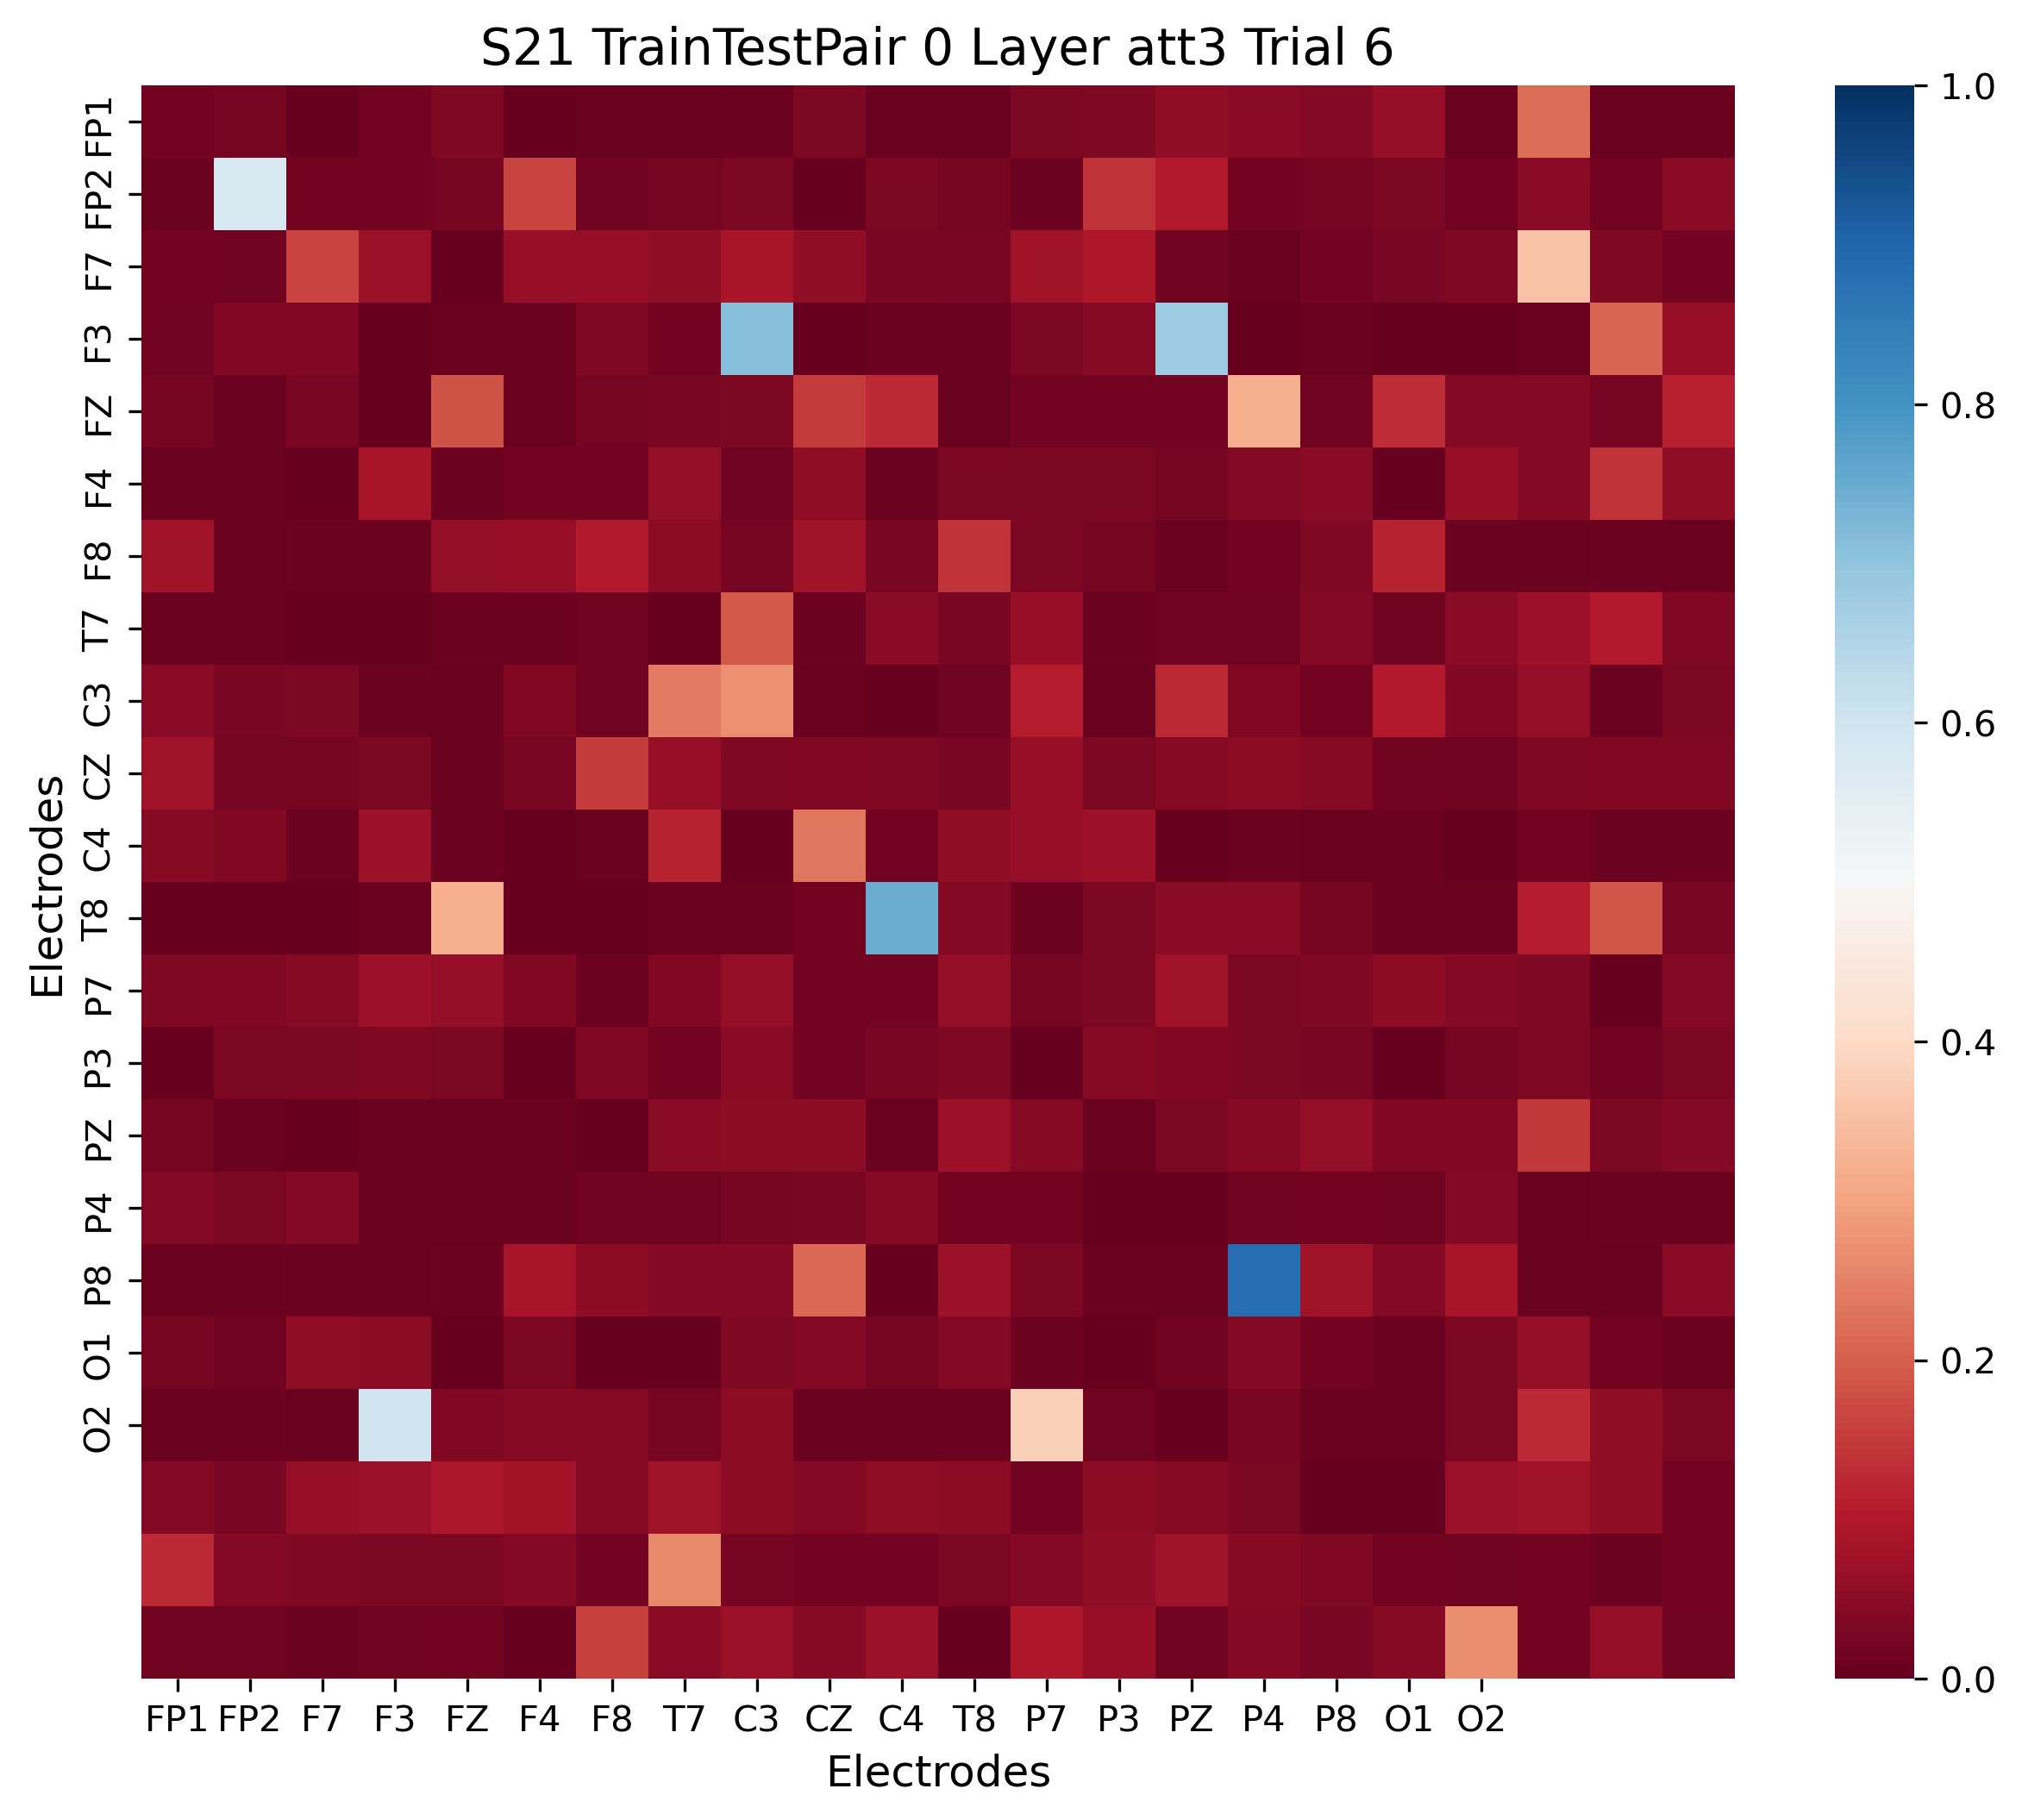 S21 TrainTestPair 0 Layer att3 Trial 6
Electrodes
FP1
FP2
F7
F3
FZ
F4
F8
T7
C3
CZ
C4
T8
P7
P3
PZ
P4
P8
O1
O2
FP1 FP2 F7 F3 FZ F4 F8 T7 C3 CZ C4 T8 P7 P3 PZ P4 P8 O1 O2
Electrodes
1.0
0.8
0.6
0.4
0.2
0.0